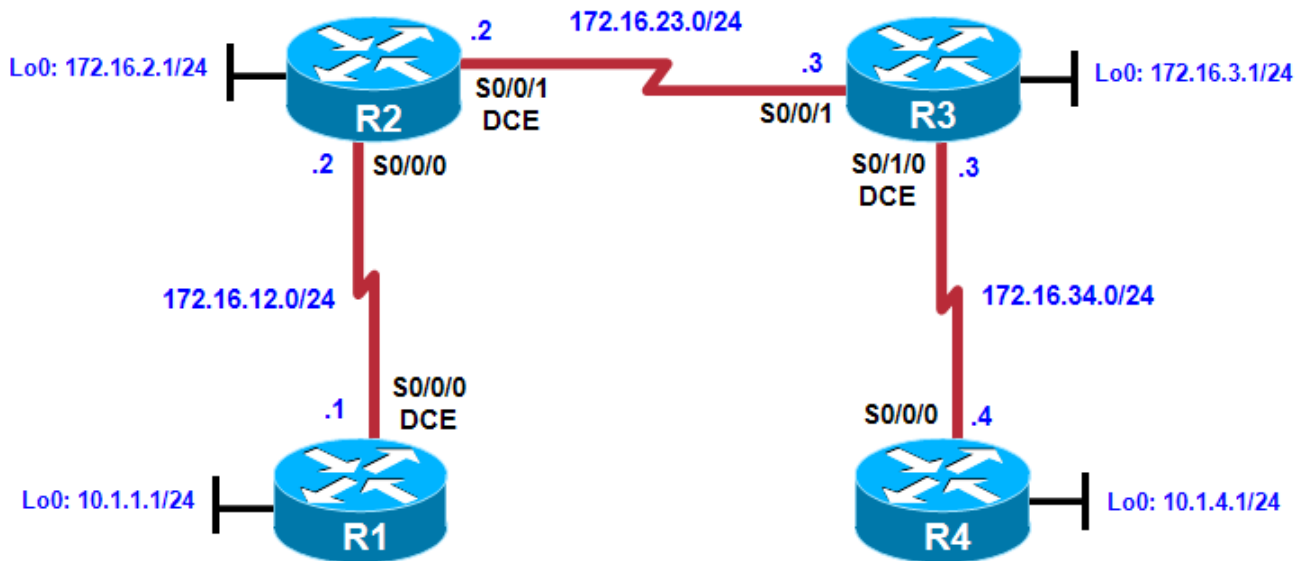 172.16.23.0/24
Lo0: 172.16.2.1/24
.2
S0/0/1
DCE
R2
.3
S0/0/1
R3
Lo0: 172.16.3.1/24
.2
S0/0/0
S0/1/0
DCE
.3
172.16.12.0/24
172.16.34.0/24
.1
S0/0/0
DCE
S0/0/0
.4
Lo0: 10.1.1.1/24
R1
R4
Lo0: 10.1.4.1/24